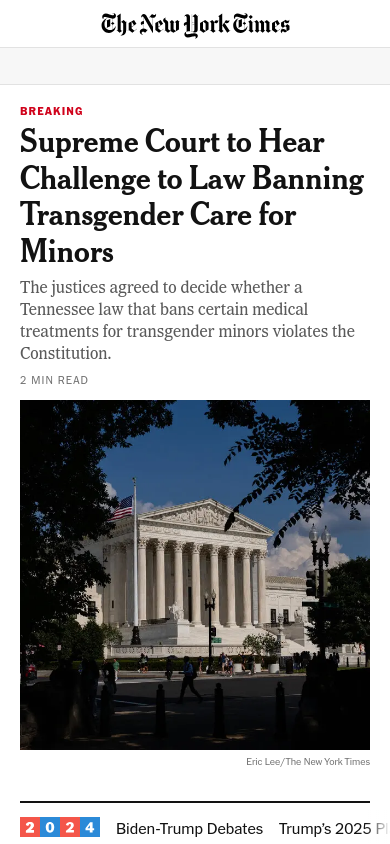 The New York Times
BREAKING
Supreme Court to Hear
Challenge to Law Banning
Transgender Care for
Minors
The justices agreed to decide whether a
Tennessee law that bans certain medical
treatments for transgender minors violates the
Constitution.
2 MIN READ
Eric Lee/The New York Times
2024 Biden-Trump Debates Trump’s 2025